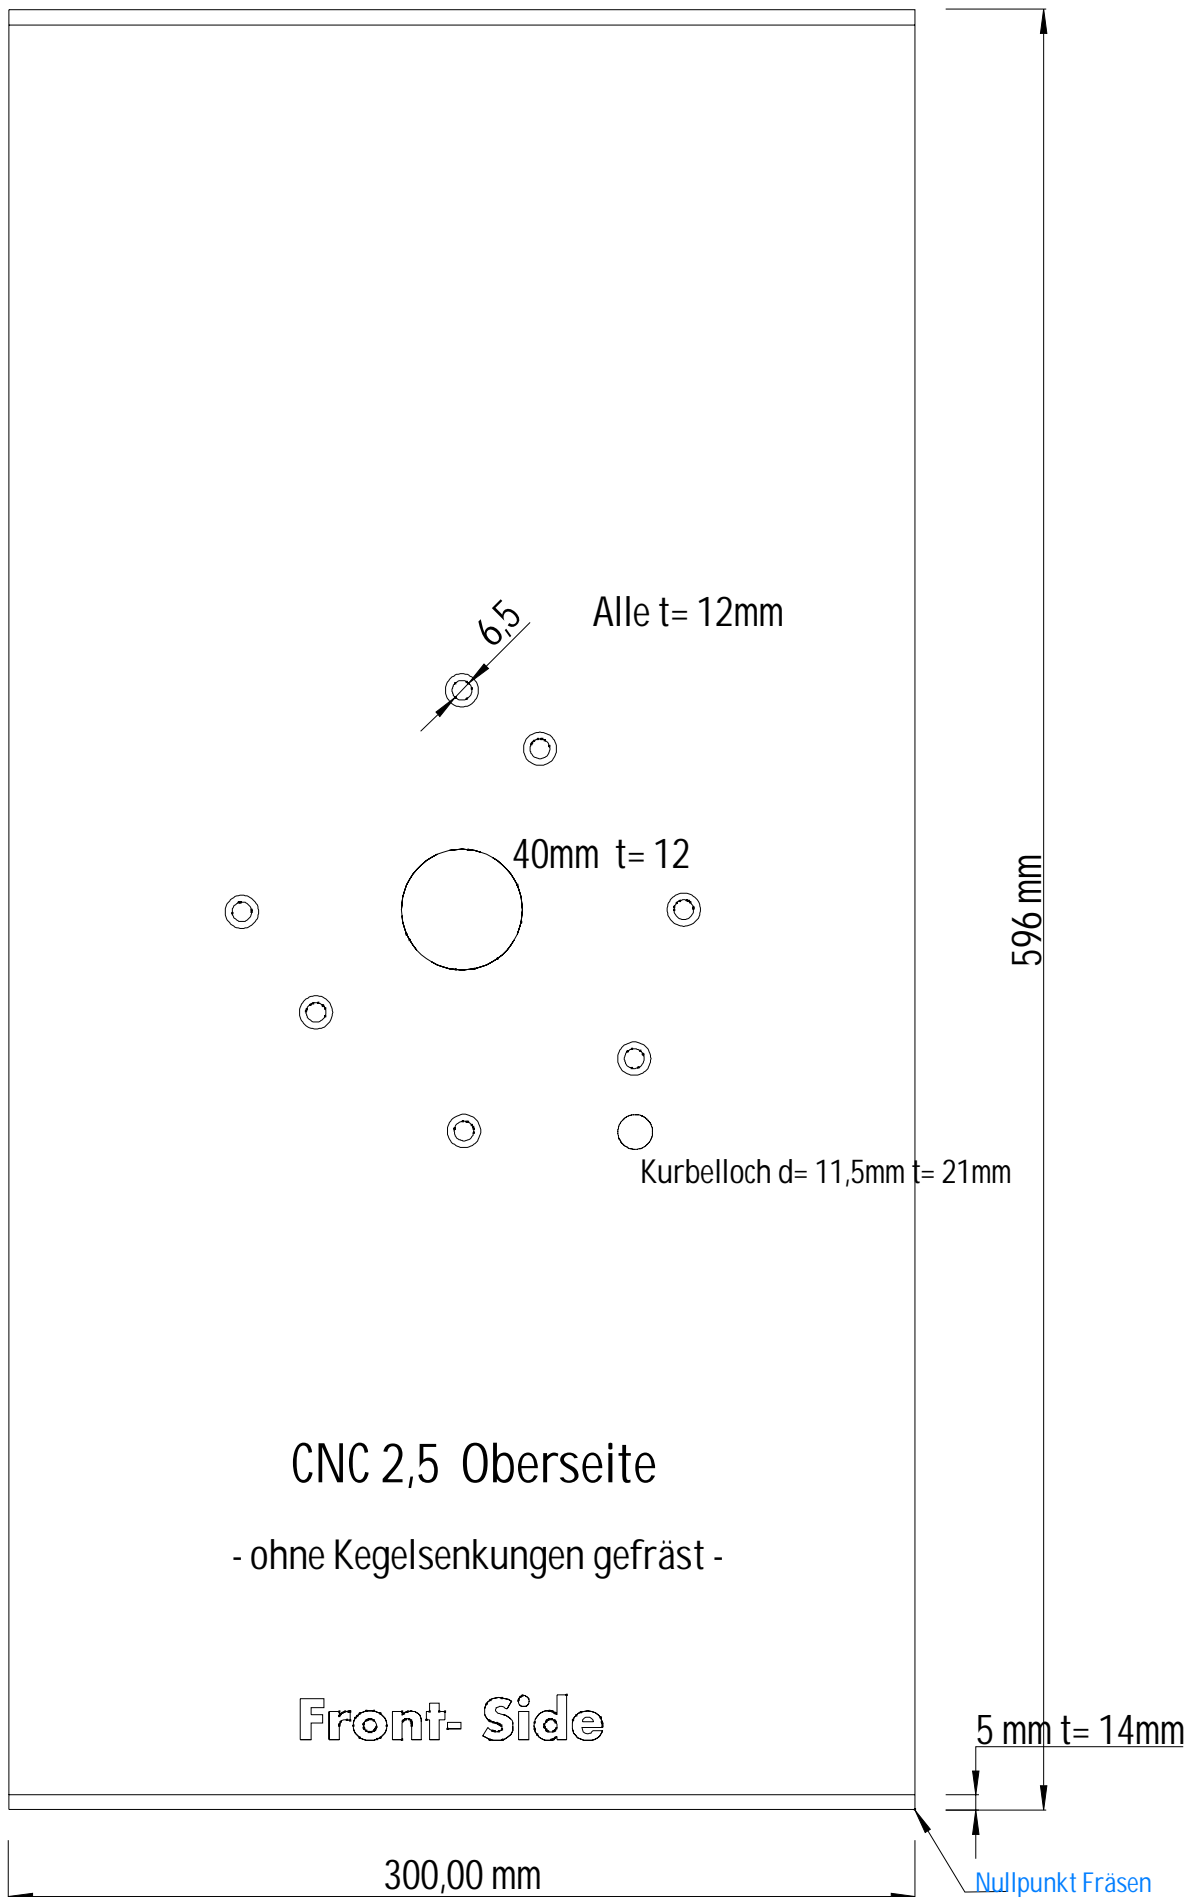 6,5
Alle t= 12mm
40mm  t= 12
596 mm
Kurbelloch d= 11,5mm t= 21mm
CNC 2,5  Oberseite
- ohne Kegelsenkungen gefräst -
Front- Side
5 mm t= 14mm
300,00 mm
Nullpunkt Fräsen